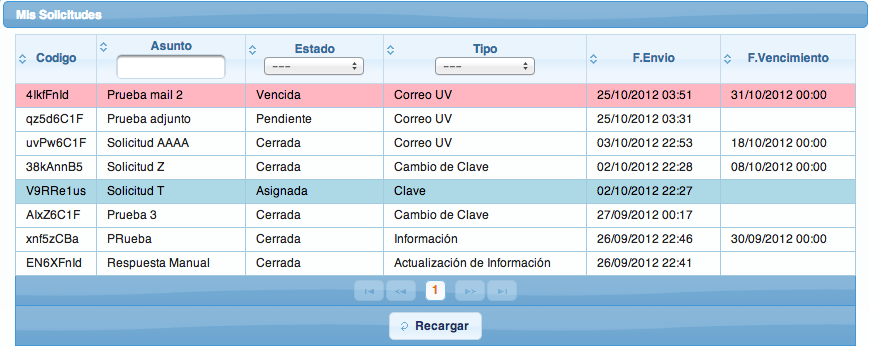 Mis Solicitudes
Codigo Asunto Estado Tipo F.Envio F.Vencimiento
--- ---
4IkfFnId Prueba mail 2 Vencida Correo UV 25/10/2012 03:51 31/10/2012 00:00
qz5d6C1F Prueba adjunto Pendiente Correo UV 25/10/2012 03:31
uvPw6C1F Solicitud AAAA Cerrada Correo UV 03/10/2012 22:53 18/10/2012 00:00
38kAnnB5 Solicitud Z Cerrada Cambio de Clave 02/10/2012 22:28 08/10/2012 00:00
V9RRe1us Solicitud T Asignada Clave 02/10/2012 22:27
AIxZ6C1F Prueba 3 Cerrada Cambio de Clave 27/09/2012 00:17
xnf5zCBa PRueba Cerrada Información 26/09/2012 22:46 30/09/2012 00:00
EN6XFnId Respuesta Manual Cerrada Actualización de Información 26/09/2012 22:41
1
Recargar